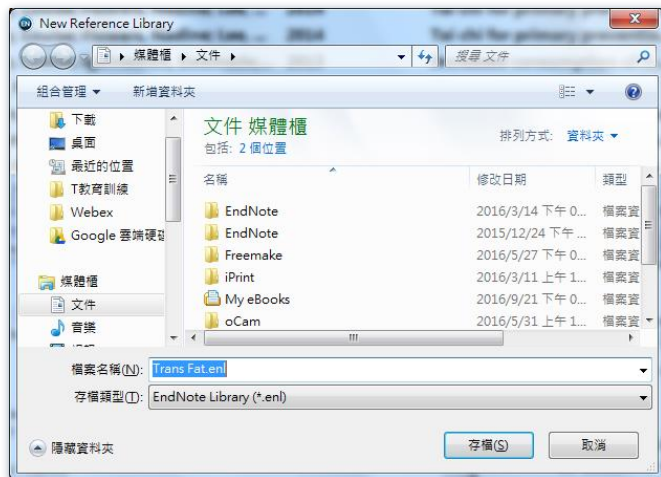 New Reference Library
媒體櫃 ▸ 文件 ▸
搜尋 文件
組合管理 ▾ 新增資料夾
下載
桌面
最近的位置
T教育訓練
Webex
Google 雲端硬碟
媒體櫃
文件
音樂
文件 媒體櫃
包括: 2 個位置
排列方式: 資料夾 ▾
名稱 修改日期 類型
EndNote 2016/3/14 下午 0... 檔案資
EndNote 2015/12/24 下午 ... 檔案資
Freemake 2016/5/27 下午 0... 檔案資
iPrint 2016/3/11 上午 1... 檔案資
My eBooks 2016/9/21 下午 0... 檔案資
oCam 2016/5/31 上午 1... 檔案資
檔案名稱(N): Trans Fat.enl
存檔類型(T): EndNote Library (*.enl)
隱藏資料夾
存檔(S) 取消